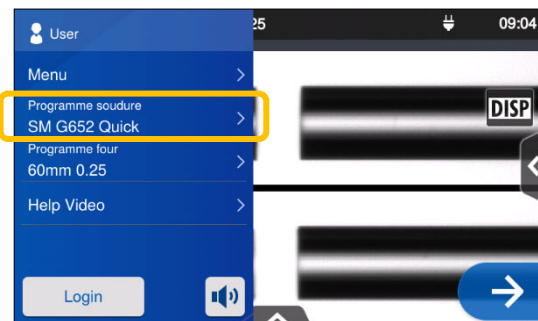 User
25
09:04
Menu
Programme soudure
SM G652 Quick
Programme four
60mm 0.25
Help Video
Login
DISP